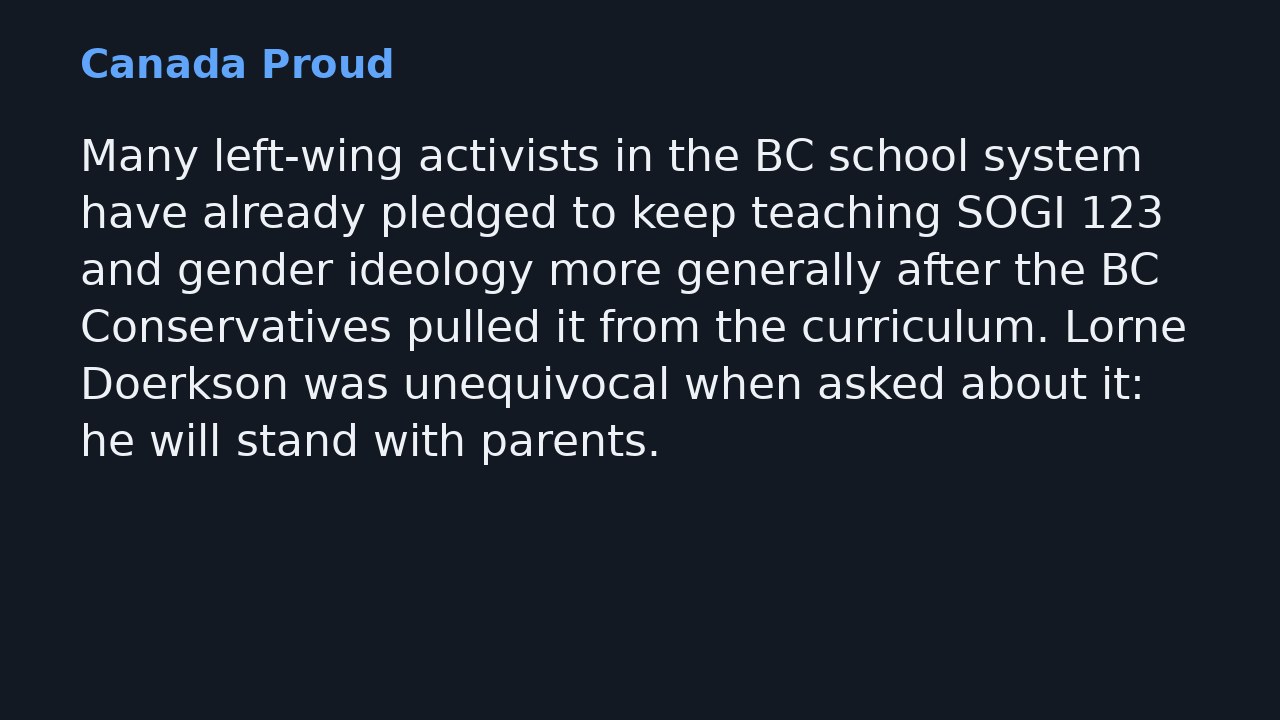 Canada Proud
Many left-wing activists in the BC school system
have already pledged to keep teaching SOGI 123
and gender ideology more generally after the BC
Conservatives pulled it from the curriculum. Lorne
Doerkson was unequivocal when asked about it:
he will stand with parents.